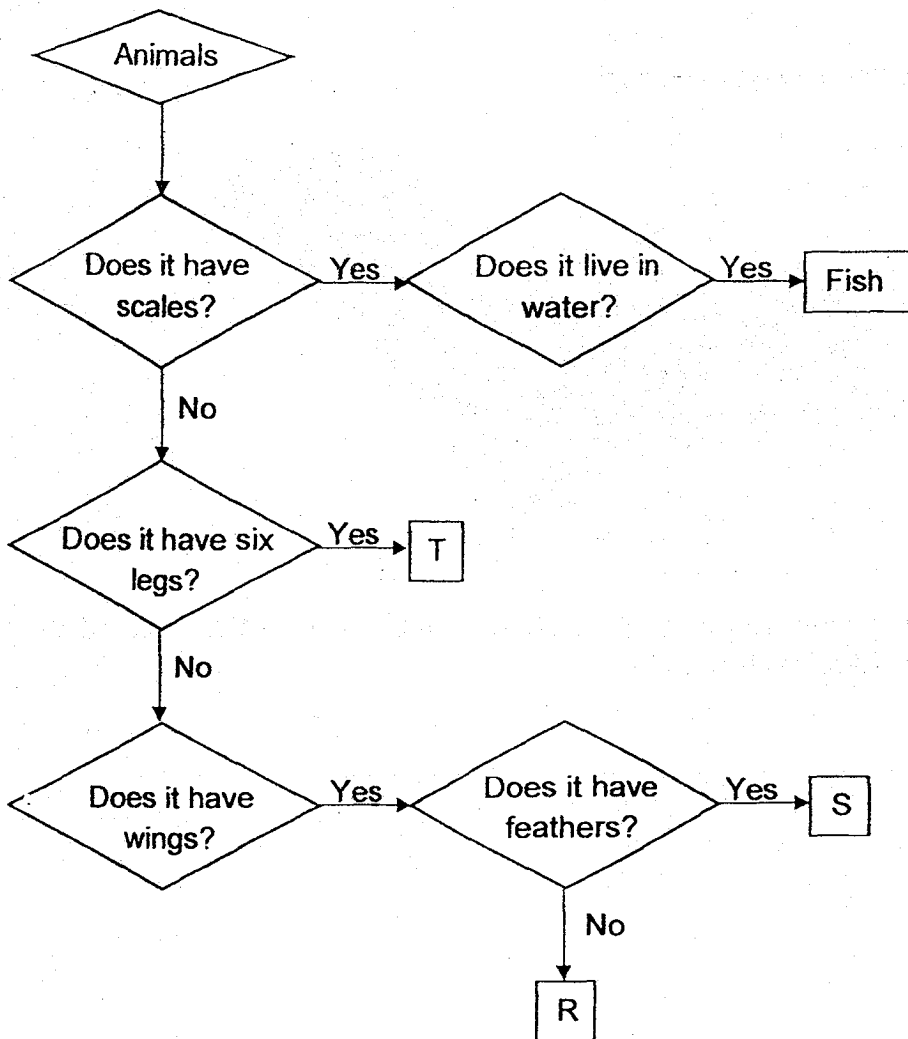 Animals
Does it have
scales?
Yes
Does it live in
water?
Yes
Fish
No
Does it have six
legs?
Yes
T
No
Does it have
wings?
Yes
Does it have
feathers?
Yes
S
No
R